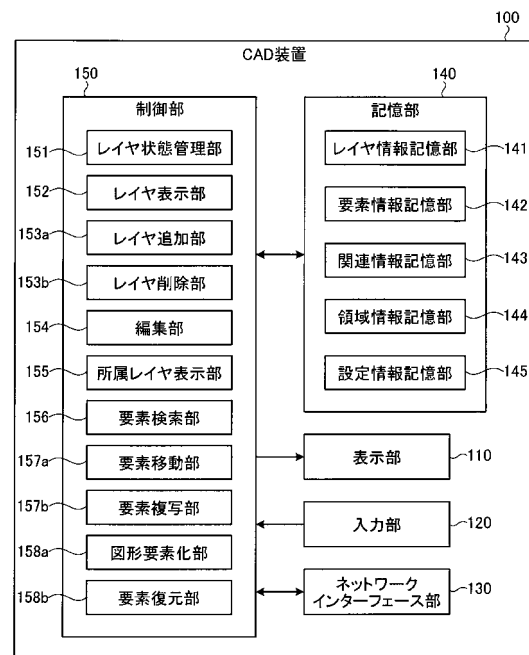 100
CAD装置
150
制御部
151
レイヤ状態管理部
152
レイヤ表示部
153a
レイヤ追加部
153b
レイヤ削除部
154
編集部
155
所属レイヤ表示部
156
要素検索部
157a
要素移動部
157b
要素複写部
158a
図形要素化部
158b
要素復元部
140
記憶部
レイヤ情報記憶部
141
要素情報記憶部
142
関連情報記憶部
143
領域情報記憶部
144
設定情報記憶部
145
表示部
110
入力部
120
ネットワーク
インターフェース部
130